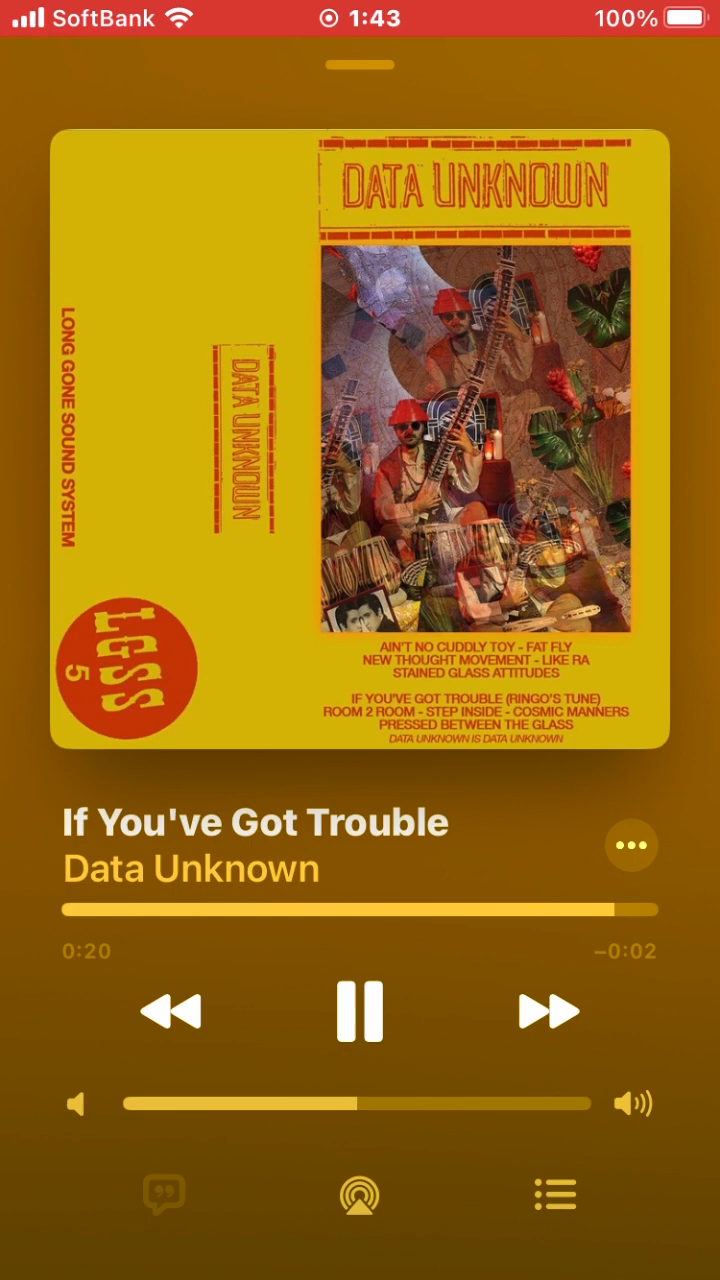 SoftBank 1:43 100%
DATA UNKNOWN
LONG GONE SOUND SYSTEM
DATA UNKNOWN
LESS
5
AIN'T NO CUDDLY TOY - FAT FLY
NEW THOUGHT MOVEMENT - LIKE RA
STAINED GLASS ATTITUDES
IF YOU'VE GOT TROUBLE (RINGO'S TUNE)
ROOM 2 ROOM - STEP INSIDE - COSMIC MANNERS
PRESSED BETWEEN THE GLASS
DATA UNKNOWN IS DATA UNKNOWN
If You've Got Trouble
Data Unknown
0:20 –0:02